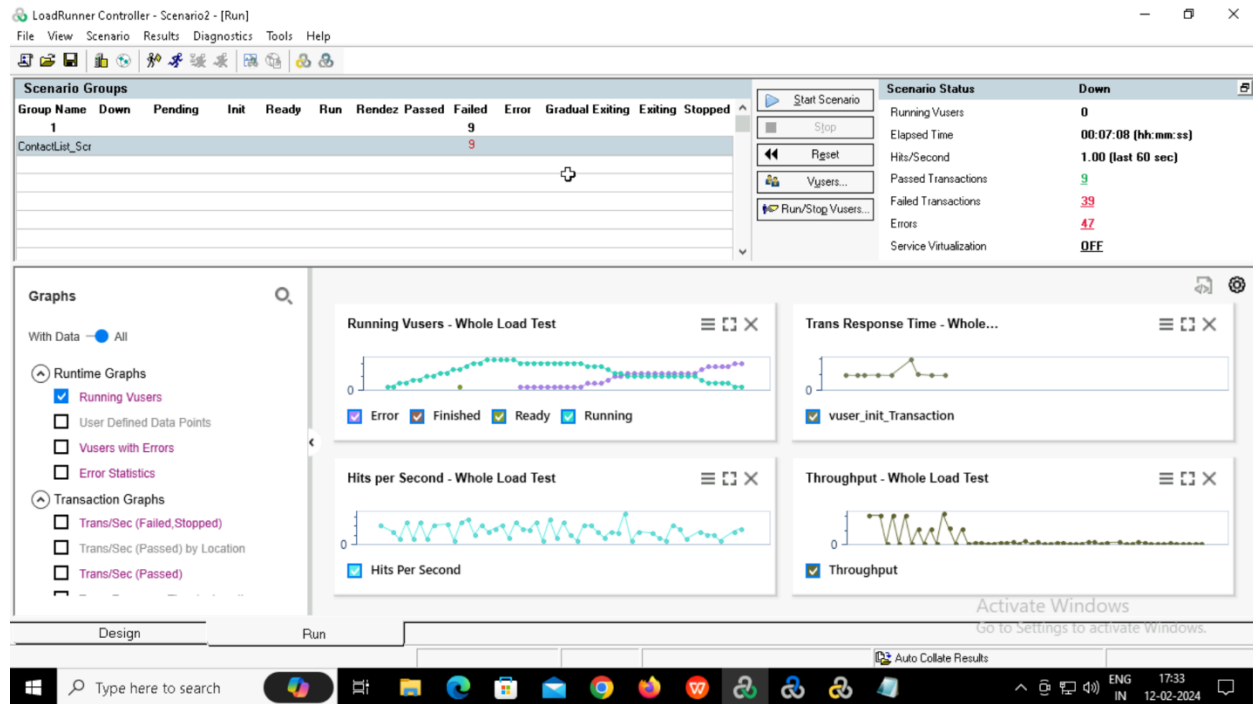 LoadRunner Controller - Scenario2 - [Run]
File View Scenario Results Diagnostics Tools Help
Scenario Groups
Group Name Down Pending Init Ready Run Rendez Passed Failed Error Gradual Exiting Exiting Stopped
1 9
ContactList_Scr 9
Start Scenario
Stop
Reset
Vusers...
Run/Stop Vusers...
Scenario Status Down
Running Vusers 0
Elapsed Time 00:07:08 (hh:mm:ss)
Hits/Second 1.00 (last 60 sec)
Passed Transactions 9
Failed Transactions 39
Errors 47
Service Virtualization OFF
Graphs
With Data All
Runtime Graphs
Running Vusers
User Defined Data Points
Vusers with Errors
Error Statistics
Transaction Graphs
Trans/Sec (Failed,Stopped)
Trans/Sec (Passed) by Location
Trans/Sec (Passed)
Running Vusers - Whole Load Test
0
Error Finished Ready Running
Trans Response Time - Whole...
0
vuser_init_Transaction
Hits per Second - Whole Load Test
0
Hits Per Second
Throughput - Whole Load Test
0
Throughput
Activate Windows
Go to Settings to activate Windows.
Design Run
Auto Collate Results
Type here to search
ENG
IN
17:33
12-02-2024